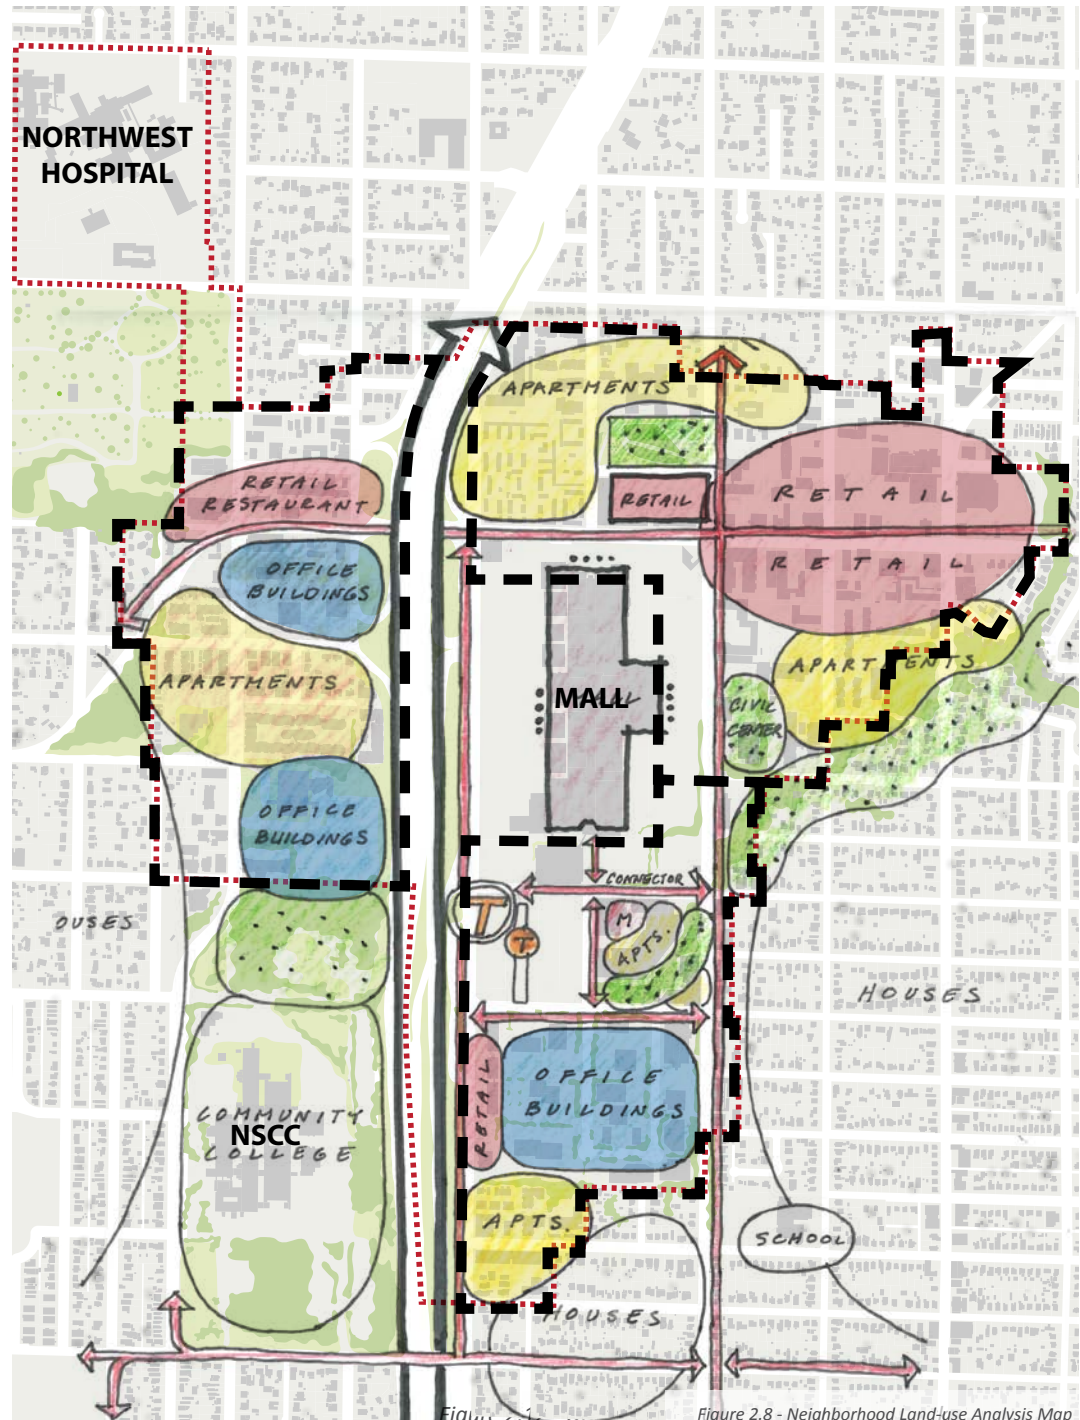 NORTHWEST
HOSPITAL
APARTMENTS
RETAIL
RESTAURANT
RETAIL
RETAIL
RETAIL
OFFICE
BUILDINGS
APARTMENTS
APARTMENTS
MALL
CIVIC
CENTER
OFFICE
BUILDINGS
CONNECTOR
T
M
APTS.
T
OUSES
HOUSES
RETAIL
OFFICE
BUILDINGS
COMMUNITY
NSCC
COLLEGE
APTS.
SCHOOL
HOUSES
Figure 2.8 - Neighborhood Land-use Analysis Map